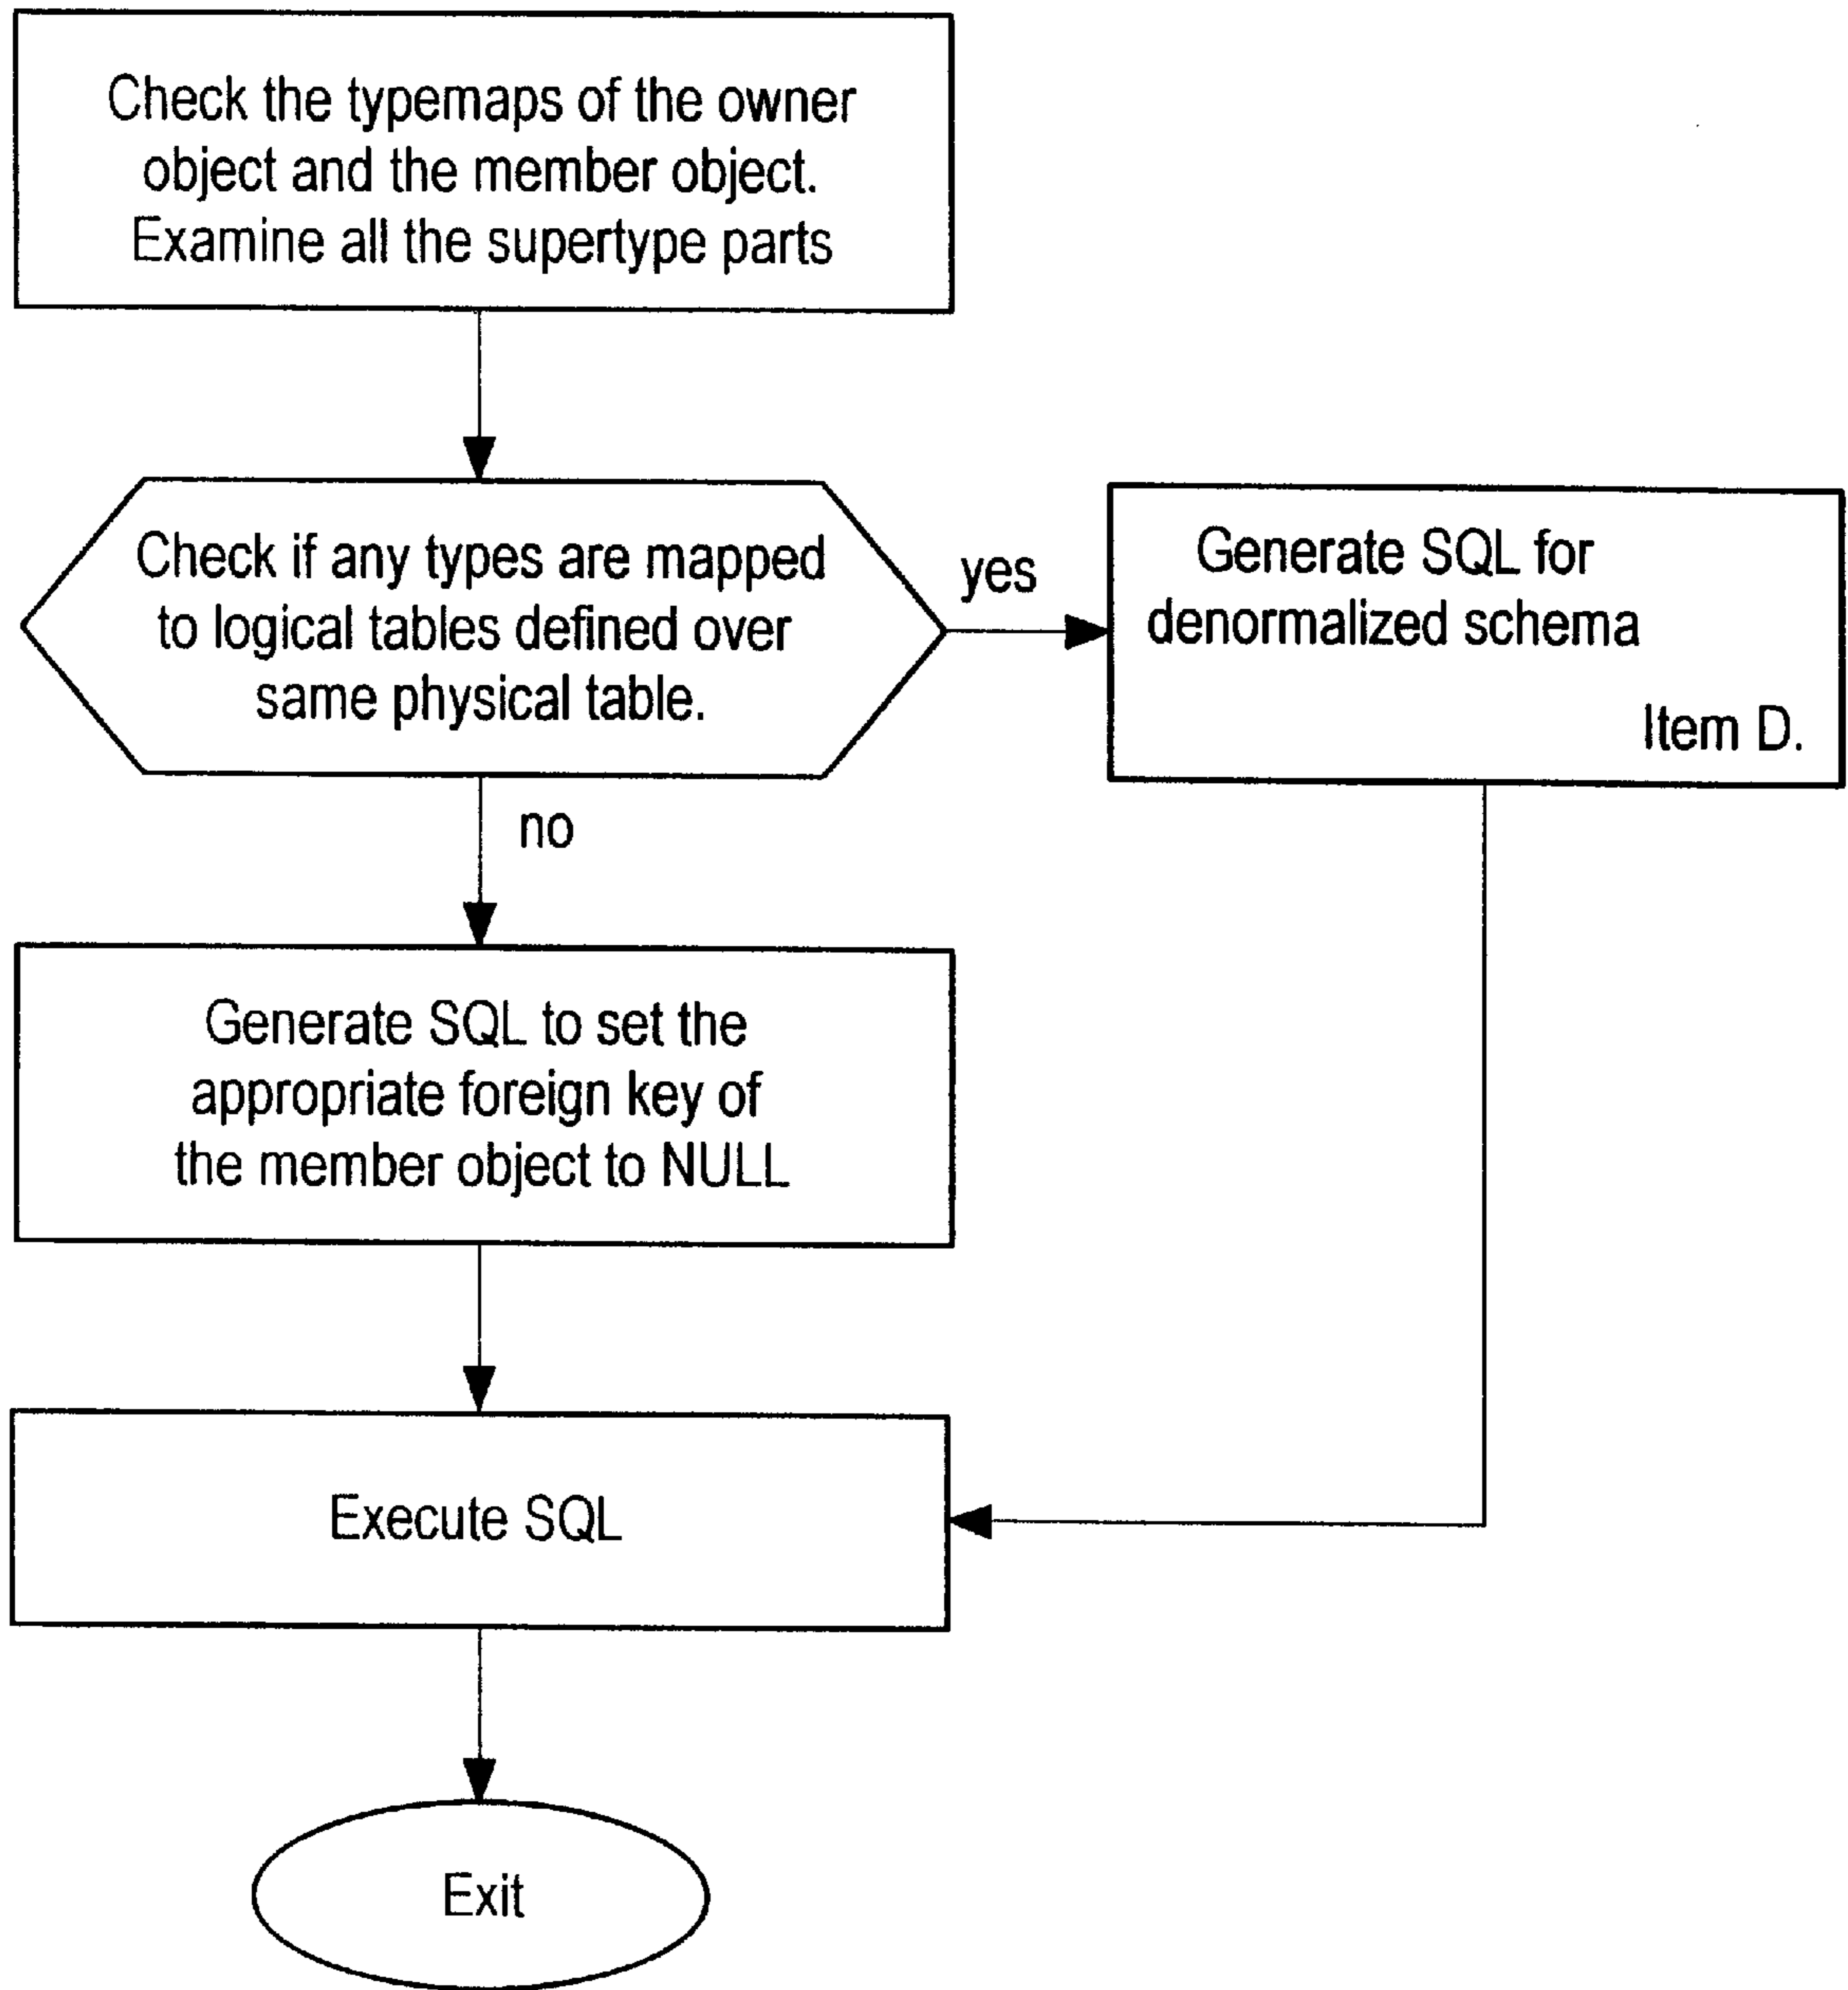 Check the typemaps of the owner
object and the member object.
Examine all the supertype parts
Check if any types are mapped
to logical tables defined over
same physical table.
yes
Generate SQL for
denormalized schema
Item D.
no
Generate SQL to set the
appropriate foreign key of
the member object to NULL
Execute SQL
Exit